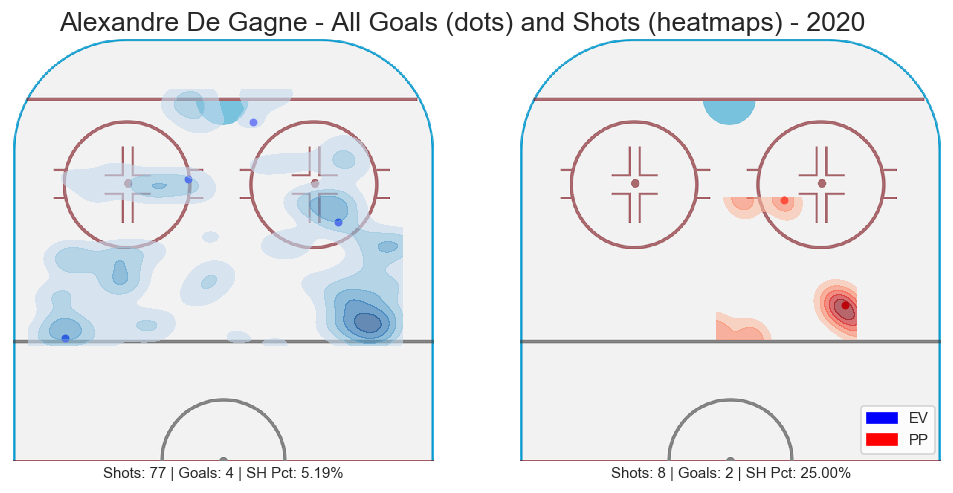 Alexandre De Gagne - All Goals (dots) and Shots (heatmaps) - 2020
EV
PP
Shots: 77 | Goals: 4 | SH Pct: 5.19%
Shots: 8 | Goals: 2 | SH Pct: 25.00%